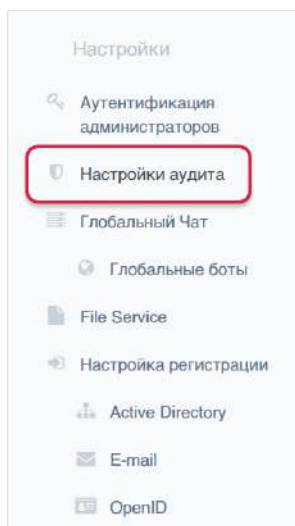 Настройки
Аутентификация
администраторов
Настройки аудита
Глобальный Чат
Глобальные боты
File Service
Настройка регистрации
Active Directory
E-mail
OpenID